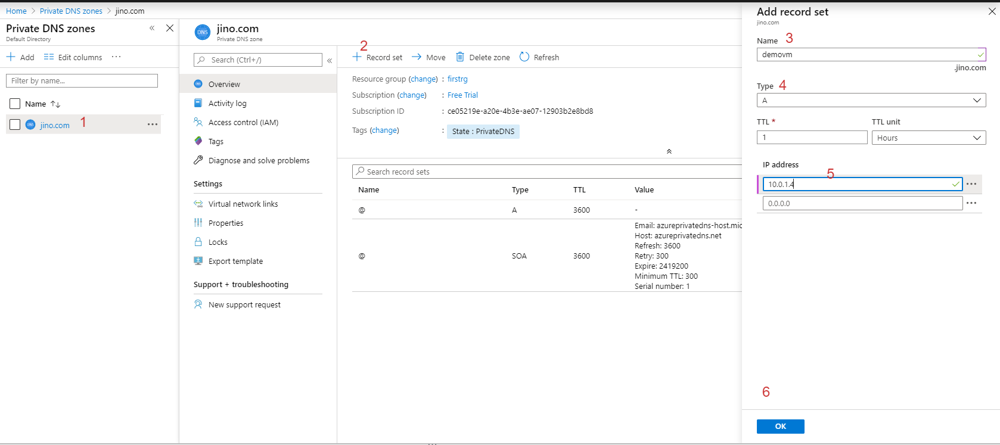 Home > Private DNS zones > jino.com
Private DNS zones
Default Directory
Add
Edit columns
Filter by name...
Name
jino.com 1
DNS
jino.com
Private DNS zone
Search (Ctrl+/)
Overview
Activity log
Access control (IAM)
Tags
Diagnose and solve problems
Settings
Virtual network links
Properties
Locks
Export template
Support + troubleshooting
New support request
2
Record set
Move
Delete zone
Refresh
Resource group (change) : firstrg
Subscription (change) : Free Trial
Subscription ID : ce05219e-a20e-4b3e-ae07-12903b2e8bd8
Tags (change) : State : PrivateDNS
Search record sets
Name Type TTL Value
@ A 3600 -
@ SOA 3600
Email: azureprivatedns-host.mic
Host: azureprivatedns.net
Refresh: 3600
Retry: 300
Expire: 2419200
Minimum TTL: 300
Serial number: 1
Add record set
jino.com
Name 3
demovm
.jino.com
Type 4
A
TTL * TTL unit
1 Hours
IP address
5
10.0.1.4
0.0.0.0
6
OK